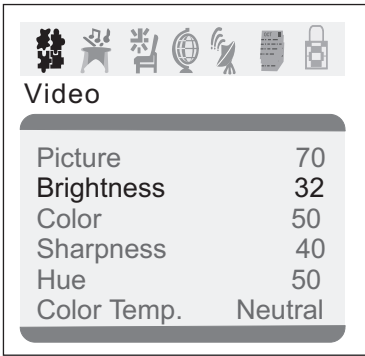 Video
Picture 70
Brightness 32
Color 50
Sharpness 40
Hue 50
Color Temp. Neutral